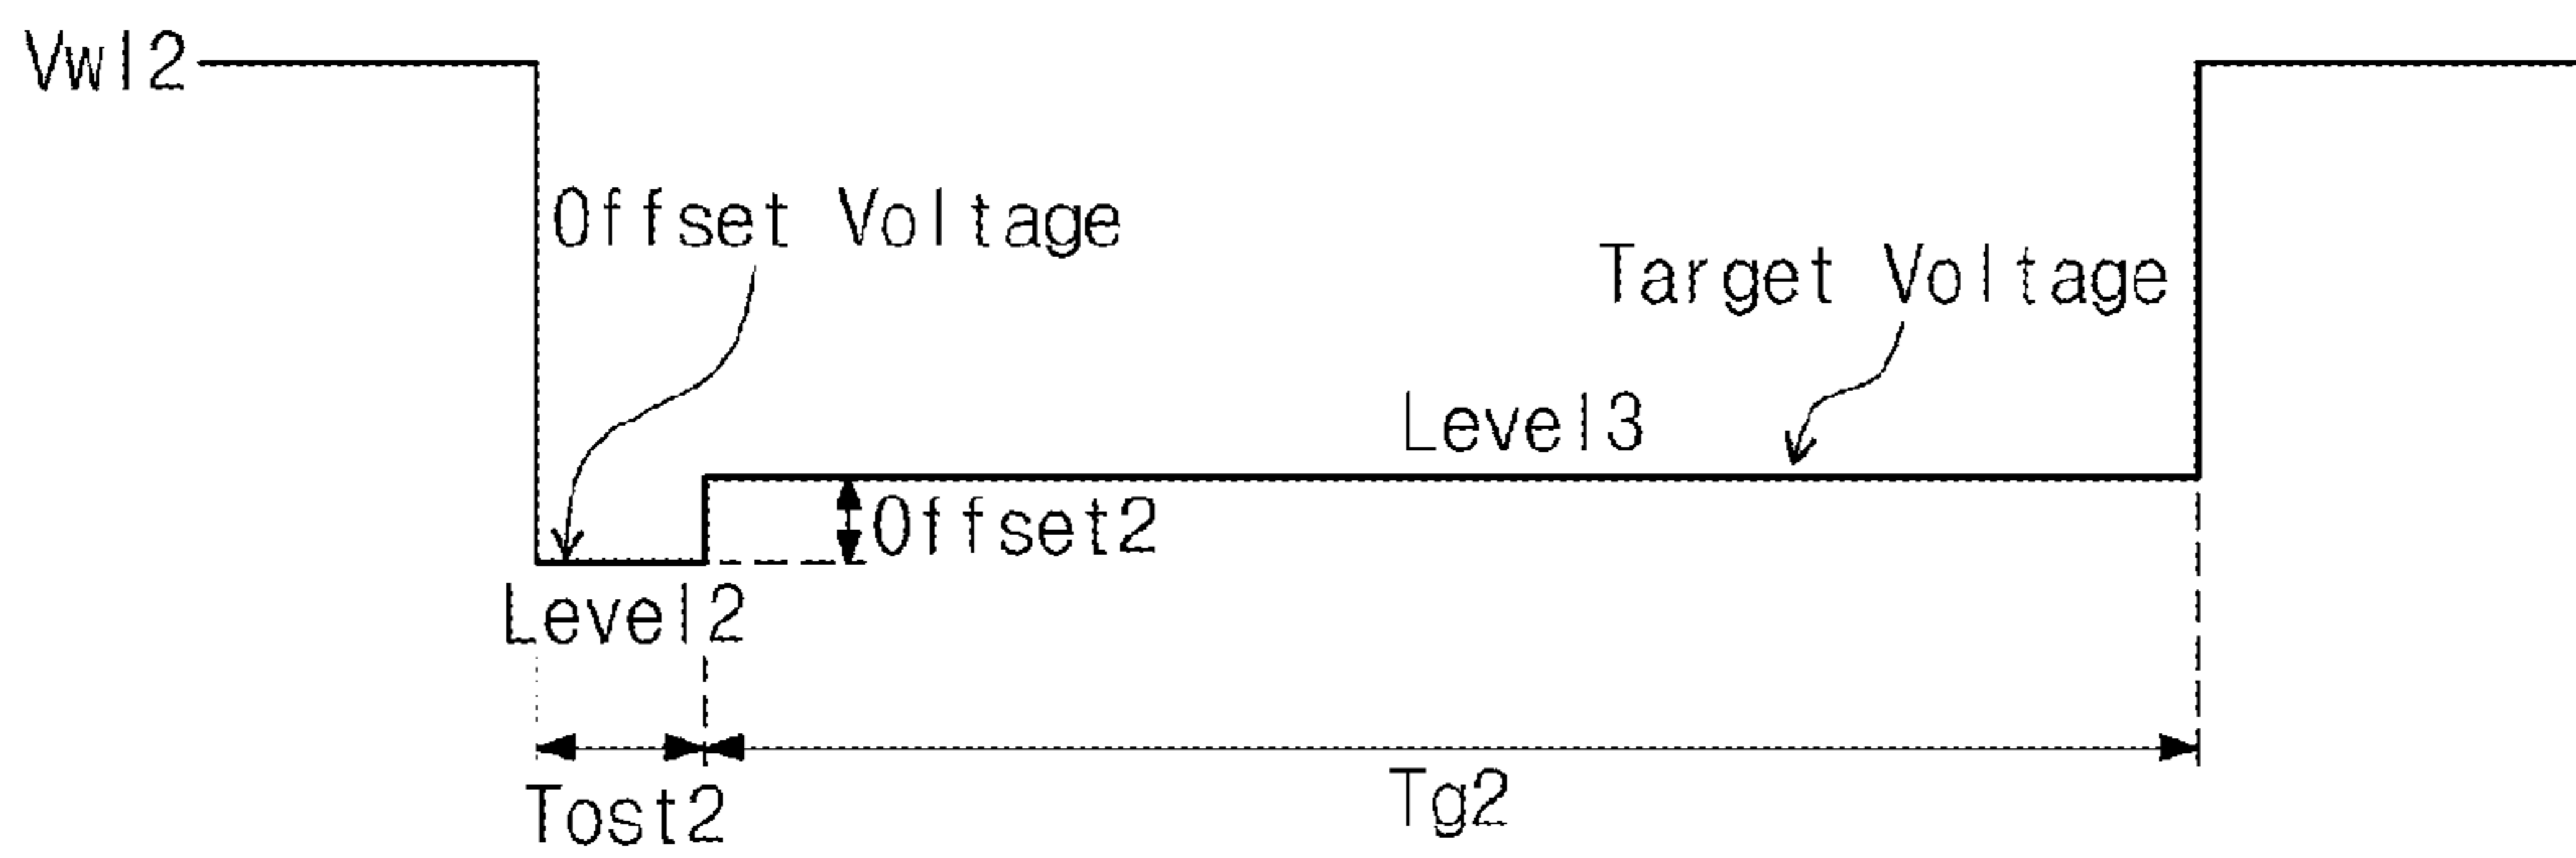 Vwl2
Offset Voltage
Target Voltage
Level3
Offset2
Level2
Tost2
Tg2